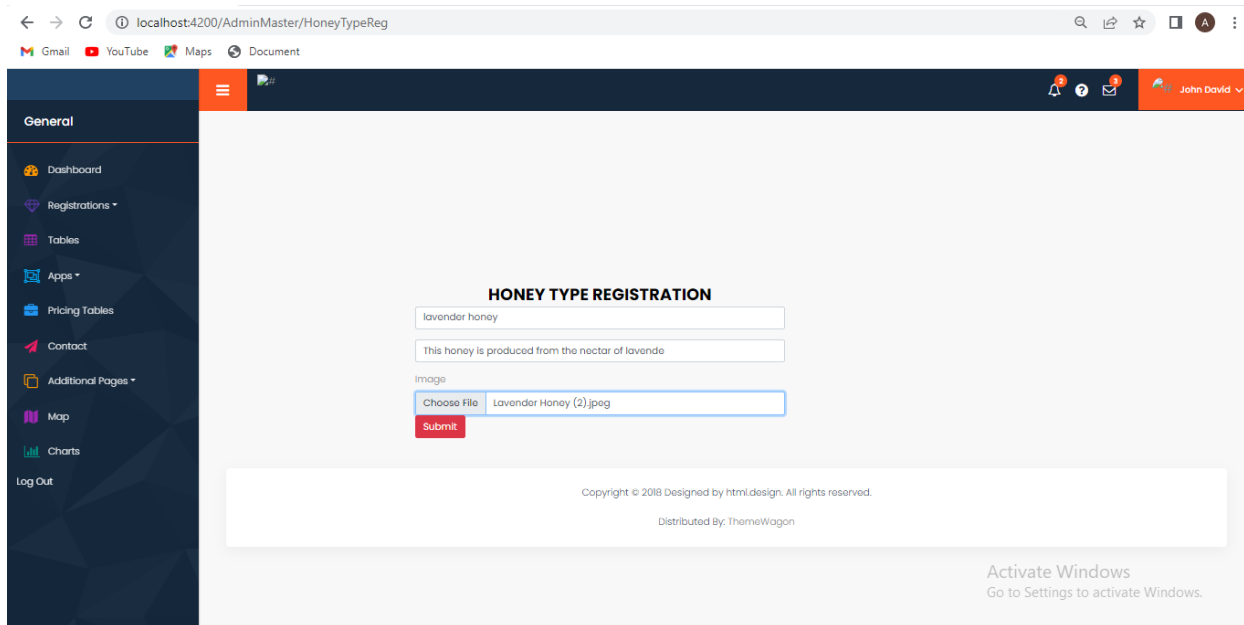 localhost:4200/AdminMaster/HoneyTypeReg
A
Gmail YouTube Maps Document
# 2 3 # John David
General
Dashboard
Registrations
Tables
Apps
Pricing Tables
Contact
Additional Pages
Map
Charts
Log Out
HONEY TYPE REGISTRATION
lavender honey
This honey is produced from the nectar of lavende
Image
Choose File Lavender Honey (2).jpeg
Submit
Copyright © 2018 Designed by html.design. All rights reserved.
Distributed By: ThemeWagon
Activate Windows
Go to Settings to activate Windows.